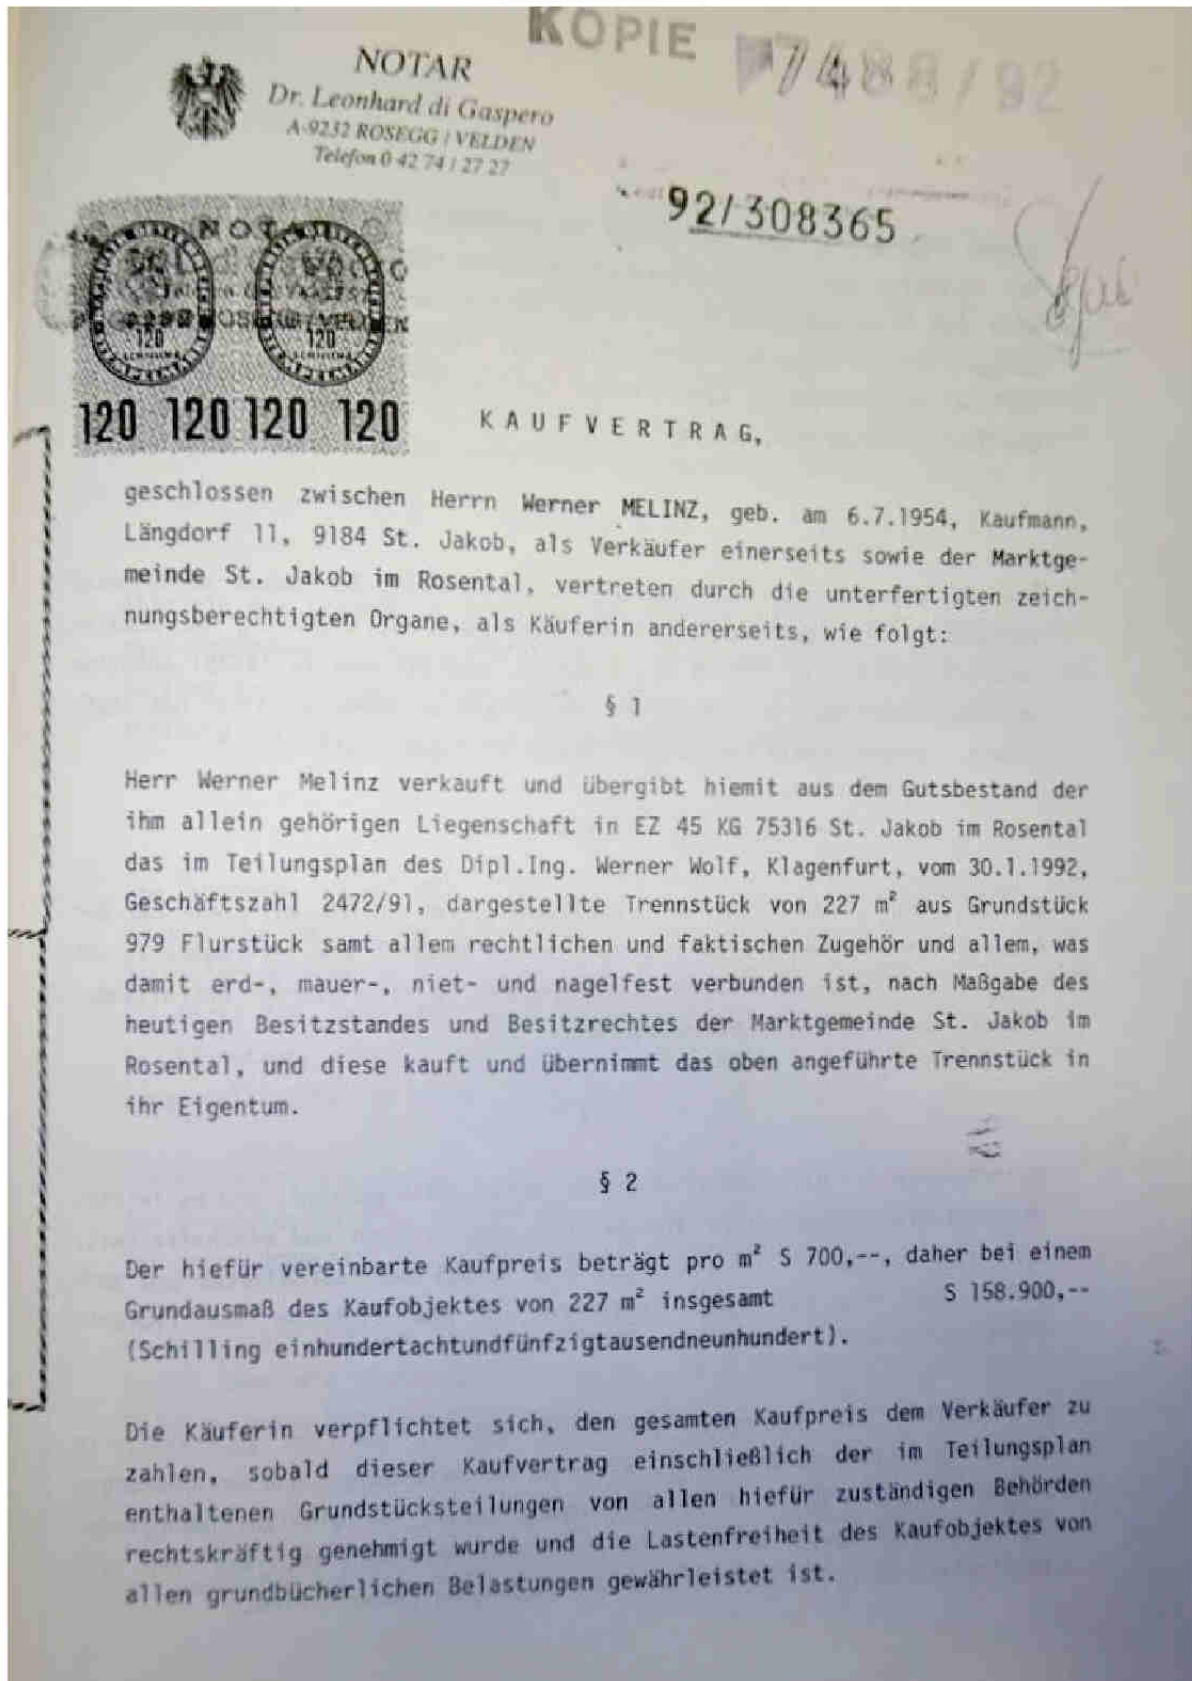 KOPIE 7488/92
NOTAR
Dr. Leonhard di Gaspero
A-9232 ROSEGG / VELDEN
Telefon 0 42 74 / 27 27
92/308365
NOTA
120 120
120 120 120 120
KAUFVERTRAG,
geschlossen zwischen Herrn Werner MELINZ, geb. am 6.7.1954, Kaufmann,
Längdorf 11, 9184 St. Jakob, als Verkäufer einerseits sowie der Marktge-
meinde St. Jakob im Rosental, vertreten durch die unterfertigten zeich-
nungsberechtigten Organe, als Käuferin andererseits, wie folgt:
§ 1
Herr Werner Melinz verkauft und übergibt hiemit aus dem Gutsbestand der
ihm allein gehörigen Liegenschaft in EZ 45 KG 75316 St. Jakob im Rosental
das im Teilungsplan des Dipl.Ing. Werner Wolf, Klagenfurt, vom 30.1.1992,
Geschäftszahl 2472/91, dargestellte Trennstück von 227 m² aus Grundstück
979 Flurstück samt allem rechtlichen und faktischen Zugehör und allem, was
damit erd-, mauer-, niet- und nagelfest verbunden ist, nach Maßgabe des
heutigen Besitzstandes und Besitzrechtes der Marktgemeinde St. Jakob im
Rosental, und diese kauft und übernimmt das oben angeführte Trennstück in
ihr Eigentum.
§ 2
Der hiefür vereinbarte Kaufpreis beträgt pro m² S 700,--, daher bei einem
Grundausmaß des Kaufobjektes von 227 m² insgesamt S 158.900,--
(Schilling einhundertachtundfünfzigtausendneunhundert).
Die Käuferin verpflichtet sich, den gesamten Kaufpreis dem Verkäufer zu
zahlen, sobald dieser Kaufvertrag einschließlich der im Teilungsplan
enthaltenen Grundstücksteilungen von allen hiefür zuständigen Behörden
rechtskräftig genehmigt wurde und die Lastenfreiheit des Kaufobjektes von
allen grundbücherlichen Belastungen gewährleistet ist.